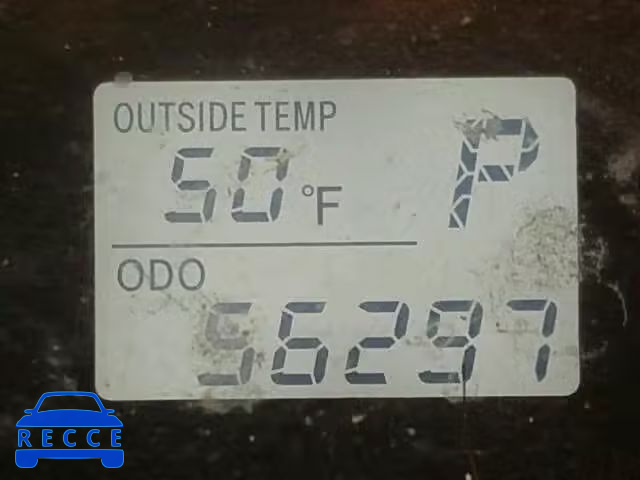 OUTSIDE TEMP
P
50 °F
ODO
56297
RECCE